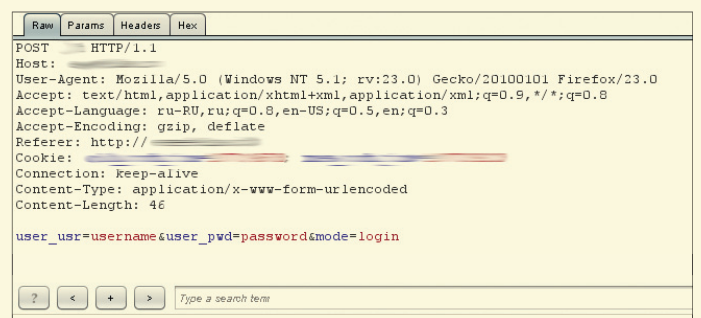 Raw Params Headers Hex
POST HTTP/1.1
Host:
User-Agent: Mozilla/5.0 (Windows NT 5.1; rv:23.0) Gecko/20100101 Firefox/23.0
Accept: text/html,application/xhtml+xml,application/xml;q=0.9,*/*;q=0.8
Accept-Language: ru-RU,ru;q=0.8,en-US;q=0.5,en;q=0.3
Accept-Encoding: gzip, deflate
Referer: http://
Cookie:
Connection: keep-alive
Content-Type: application/x-www-form-urlencoded
Content-Length: 46
user_usr=username&user_pwd=password&mode=login
? < + > Type a search term